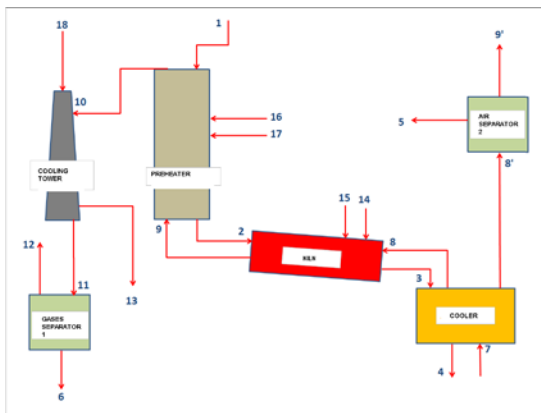 1
18
9'
10
16
17
5
AIR
SEPARATOR
2
COOLING
TOWER
PREHEATER
8'
15
14
9
2
8
12
KILN
3
11
13
GASES
SEPARATOR
1
COOLER
4
7
6